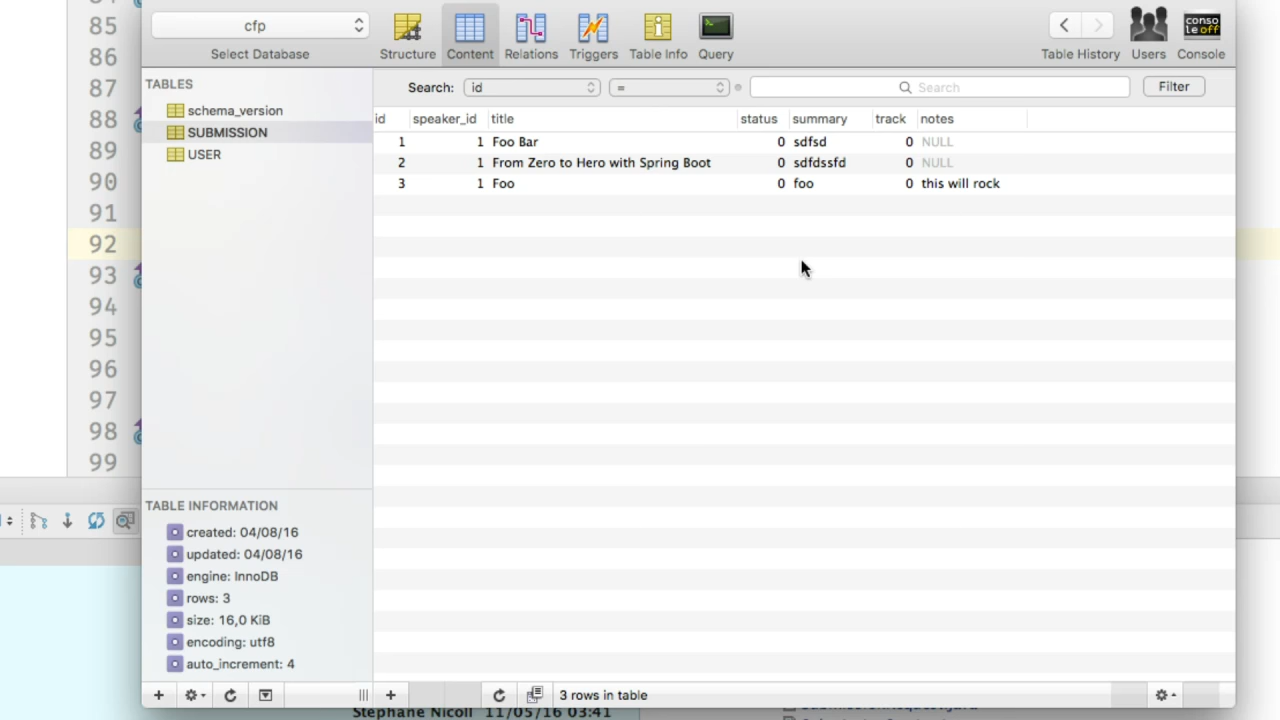 85
86
87
88
89
90
91
92
93
94
95
96
97
98
99
cfp
Select Database
Structure
Content
Relations
Triggers
Table Info
Query
Table History
Users
conso
leoff
Console
TABLES
schema_version
SUBMISSION
USER
Search: id = Search Filter
id speaker_id title status summary track notes
1 1 Foo Bar 0 sdfsd 0 NULL
2 1 From Zero to Hero with Spring Boot 0 sdfdssfd 0 NULL
3 1 Foo 0 foo 0 this will rock
TABLE INFORMATION
created: 04/08/16
updated: 04/08/16
engine: InnoDB
rows: 3
size: 16,0 KiB
encoding: utf8
auto_increment: 4
3 rows in table
Stephane Nicoll 11/05/16 03:41